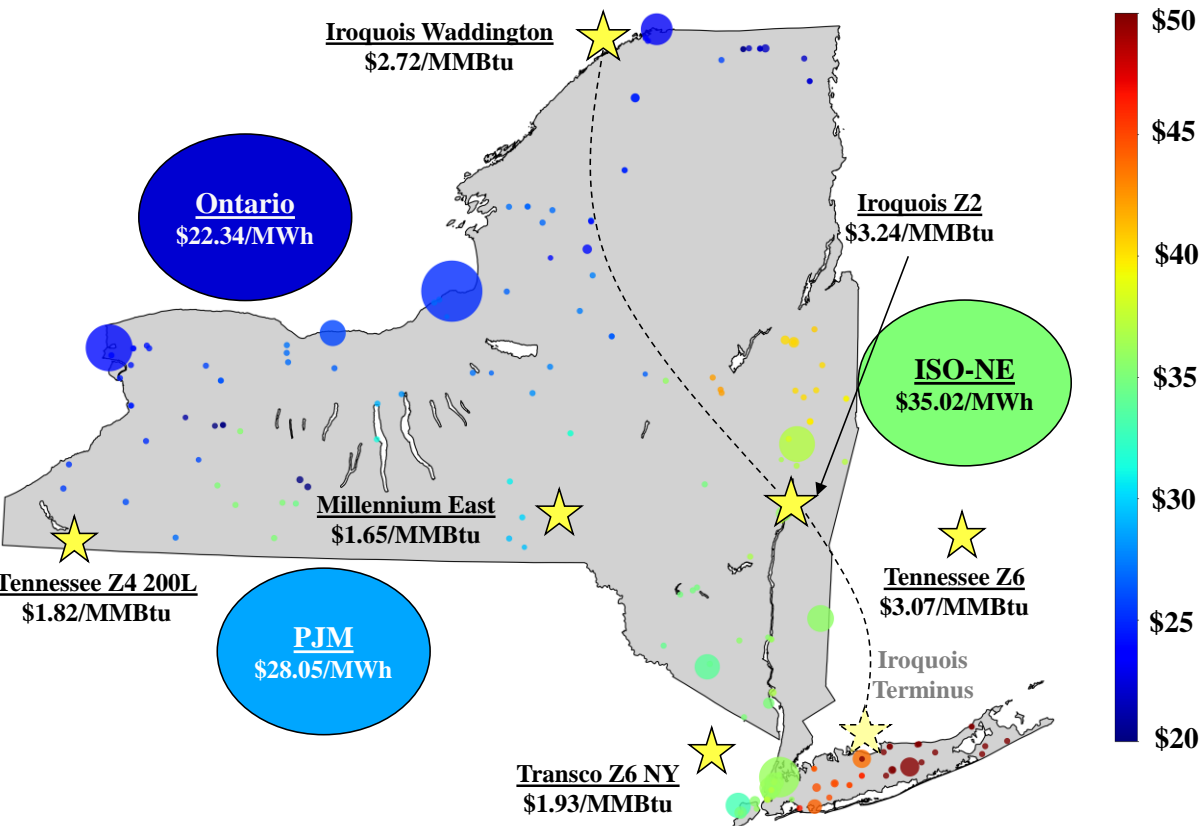 Iroquois Waddington
$2.72/MMBtu
Ontario
$22.34/MWh
Iroquois Z2
$3.24/MMBtu
ISO-NE
$35.02/MWh
Millennium East
$1.65/MMBtu
Tennessee Z4 200L
$1.82/MMBtu
Tennessee Z6
$3.07/MMBtu
PJM
$28.05/MWh
Iroquois
Terminus
Transco Z6 NY
$1.93/MMBtu
$50
$45
$40
$35
$30
$25
$20